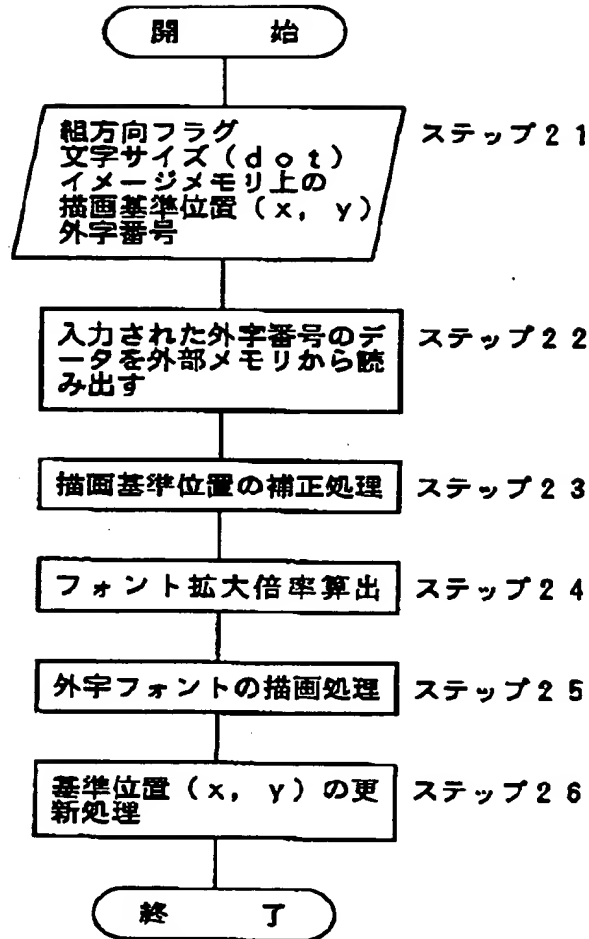 開　始
組方向フラグ　ステップ21
文字サイズ（dot）
イメージメモリ上の
描画基準位置（x, y）
外字番号
入力された外字番号のデ　ステップ22
ータを外部メモリから読
み出す
描画基準位置の補正処理　ステップ23
フォント拡大倍率算出　ステップ24
外字フォントの描画処理　ステップ25
基準位置（x, y）の更　ステップ26
新処理
終　了